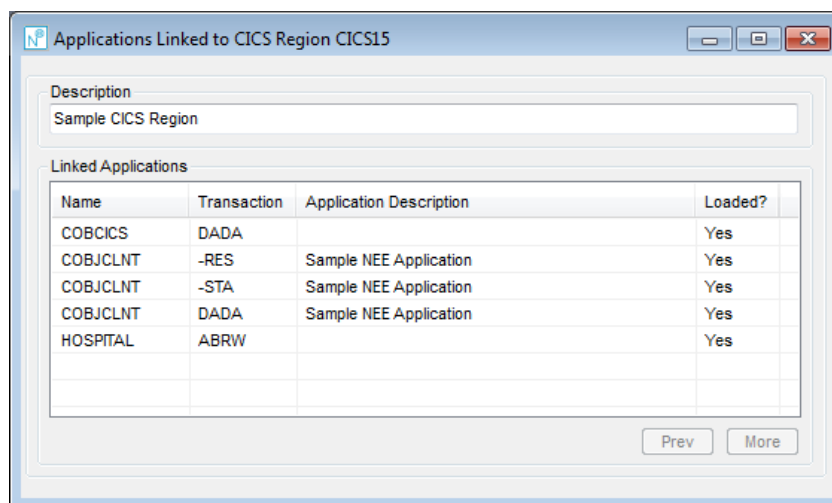 Applications Linked to CICS Region CICS15
Description
Sample CICS Region
Linked Applications
Name Transaction Application Description Loaded?
COBCICS DADA Yes
COBJCLNT -RES Sample NEE Application Yes
COBJCLNT -STA Sample NEE Application Yes
COBJCLNT DADA Sample NEE Application Yes
HOSPITAL ABRW Yes
Prev More